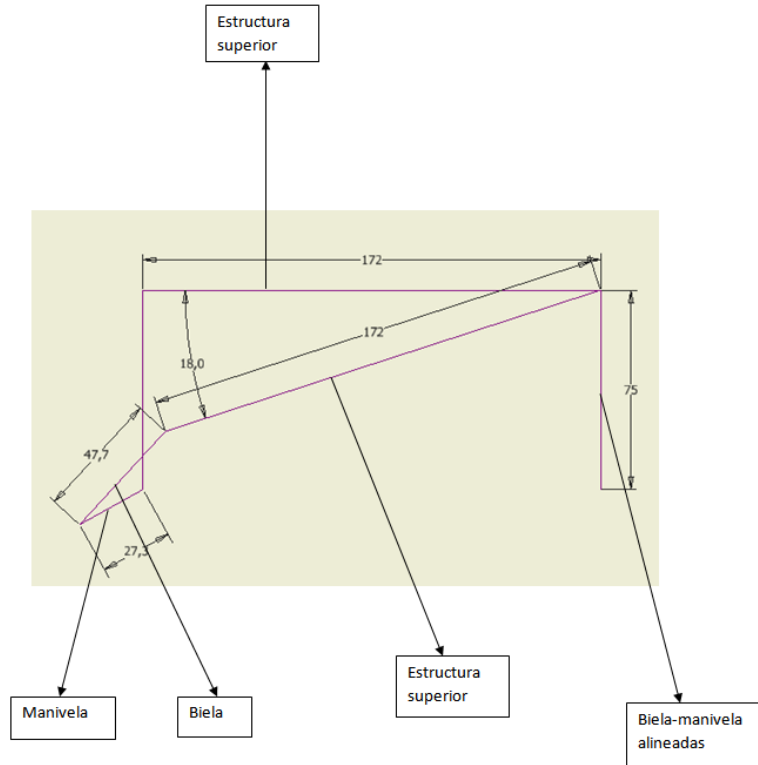 Estructura
superior
172
172
18,0
75
47,7
27,3
Estructura
superior
Manivela
Biela
Biela-manivela
alineadas